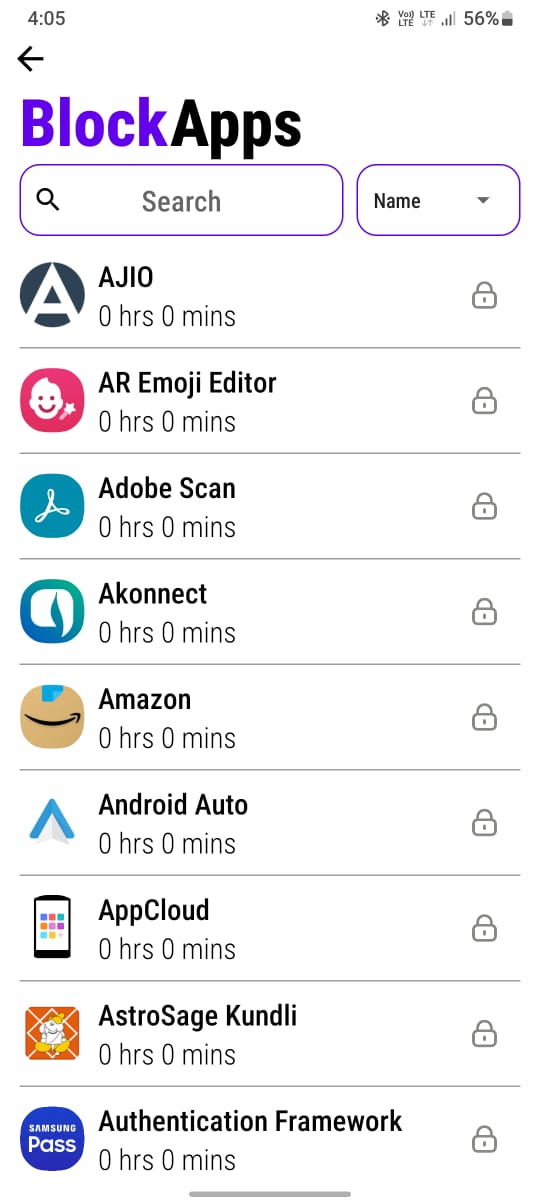 4:05
Vo)) LTE LTE 56%
BlockApps
Search
Name
AJIO
0 hrs 0 mins
AR Emoji Editor
0 hrs 0 mins
Adobe Scan
0 hrs 0 mins
Akonnect
0 hrs 0 mins
Amazon
0 hrs 0 mins
Android Auto
0 hrs 0 mins
AppCloud
0 hrs 0 mins
AstroSage Kundli
0 hrs 0 mins
SAMSUNG
Pass
Authentication Framework
0 hrs 0 mins